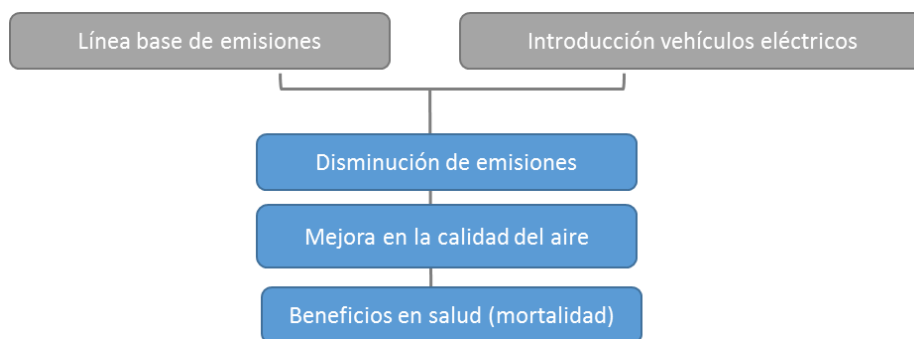 Línea base de emisiones
Introducción vehículos eléctricos
Disminución de emisiones
Mejora en la calidad del aire
Beneficios en salud (mortalidad)